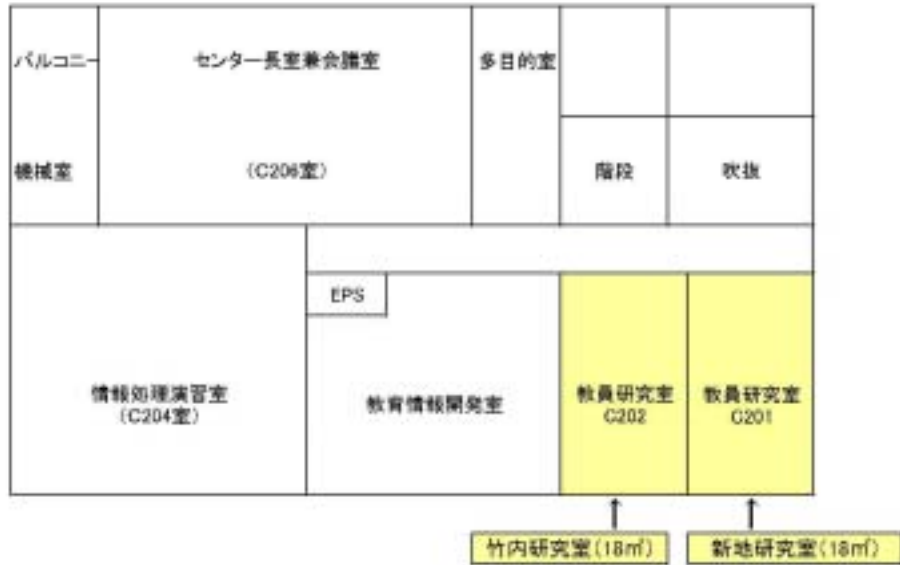 バルコニー
センター長室兼会議室
多目的室
機械室
(C206室)
階段
吹抜
EPS
情報処理演習室
(C204室)
教育情報開発室
教員研究室
C202
教員研究室
C201
竹内研究室(18㎡)
新地研究室(18㎡)